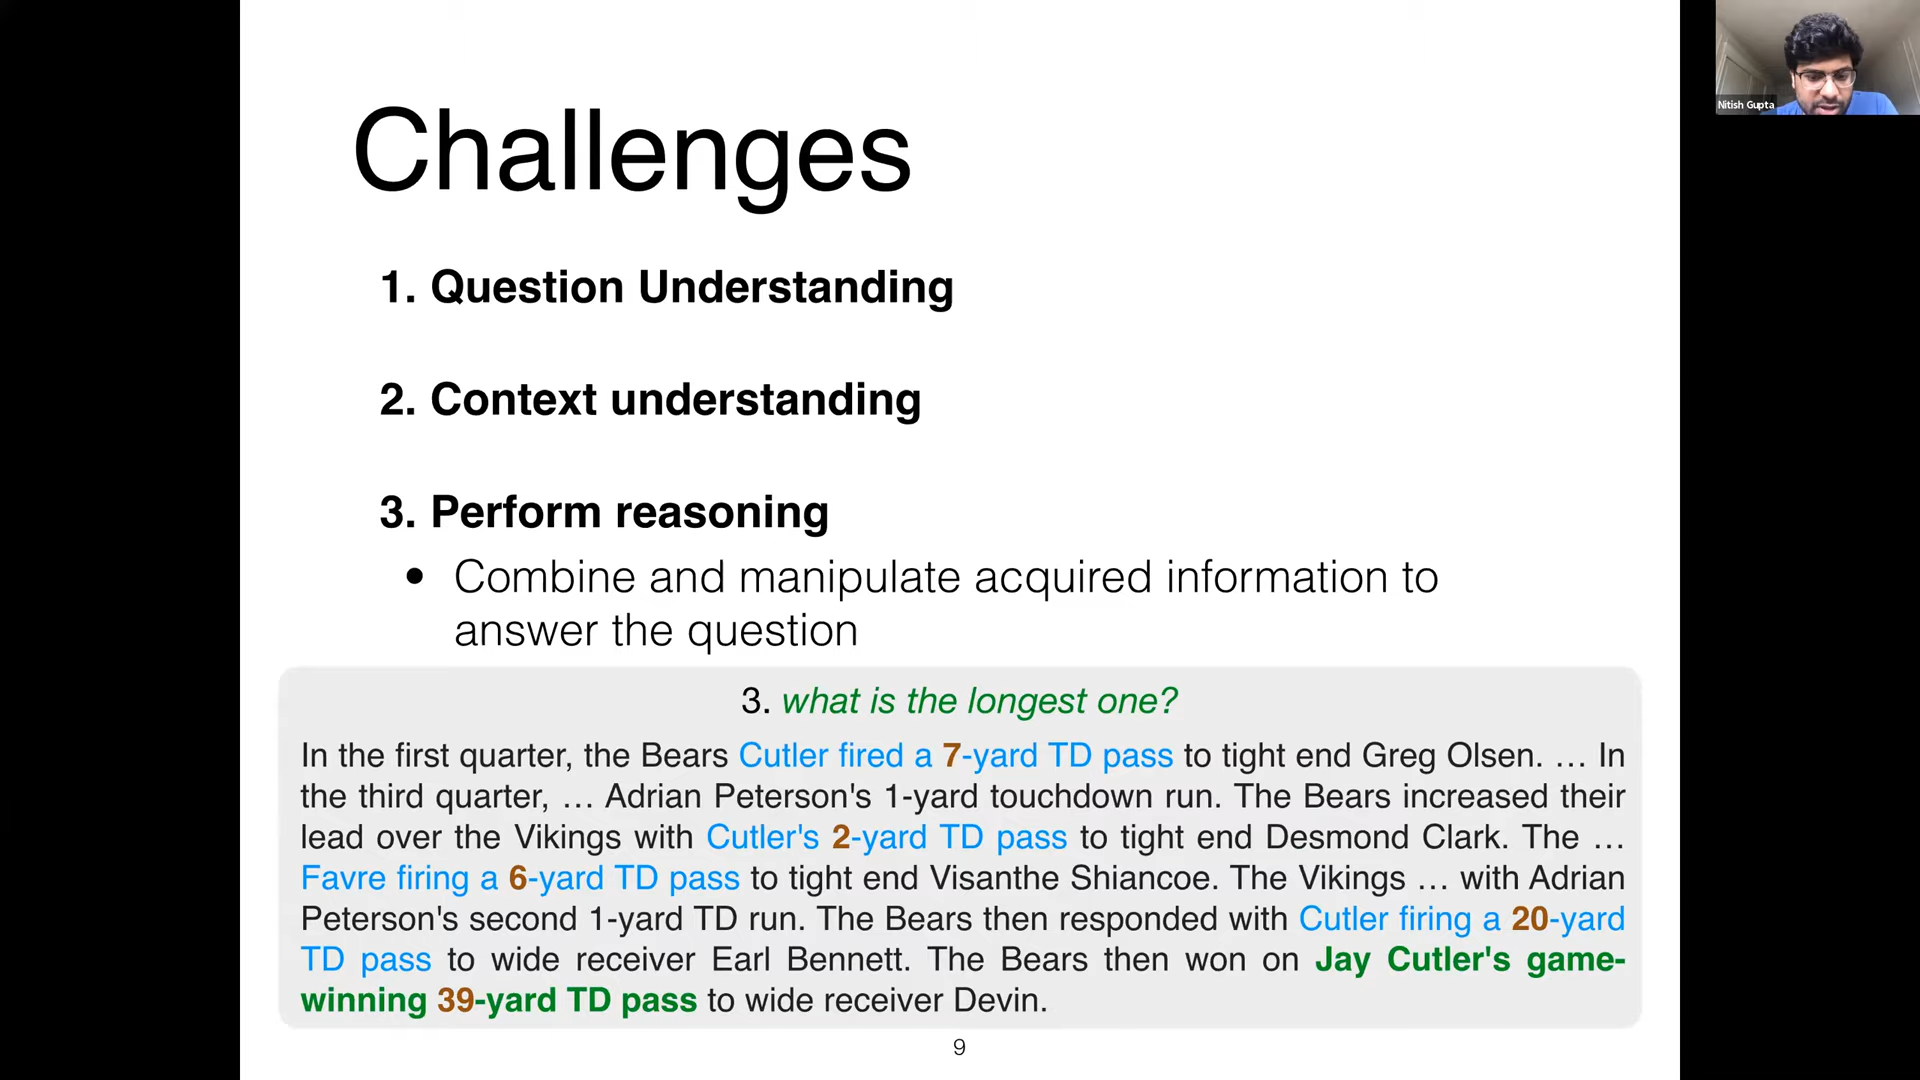 Challenges
Nitish Gupta
1. Question Understanding
2. Context understanding
3. Perform reasoning
• Combine and manipulate acquired information to
answer the question
3. what is the longest one?
In the first quarter, the Bears Cutler fired a 7-yard TD pass to tight end Greg Olsen. … In
the third quarter, … Adrian Peterson's 1-yard touchdown run. The Bears increased their
lead over the Vikings with Cutler's 2-yard TD pass to tight end Desmond Clark. The …
Favre firing a 6-yard TD pass to tight end Visanthe Shiancoe. The Vikings … with Adrian
Peterson's second 1-yard TD run. The Bears then responded with Cutler firing a 20-yard
TD pass to wide receiver Earl Bennett. The Bears then won on Jay Cutler's game-
winning 39-yard TD pass to wide receiver Devin.
9